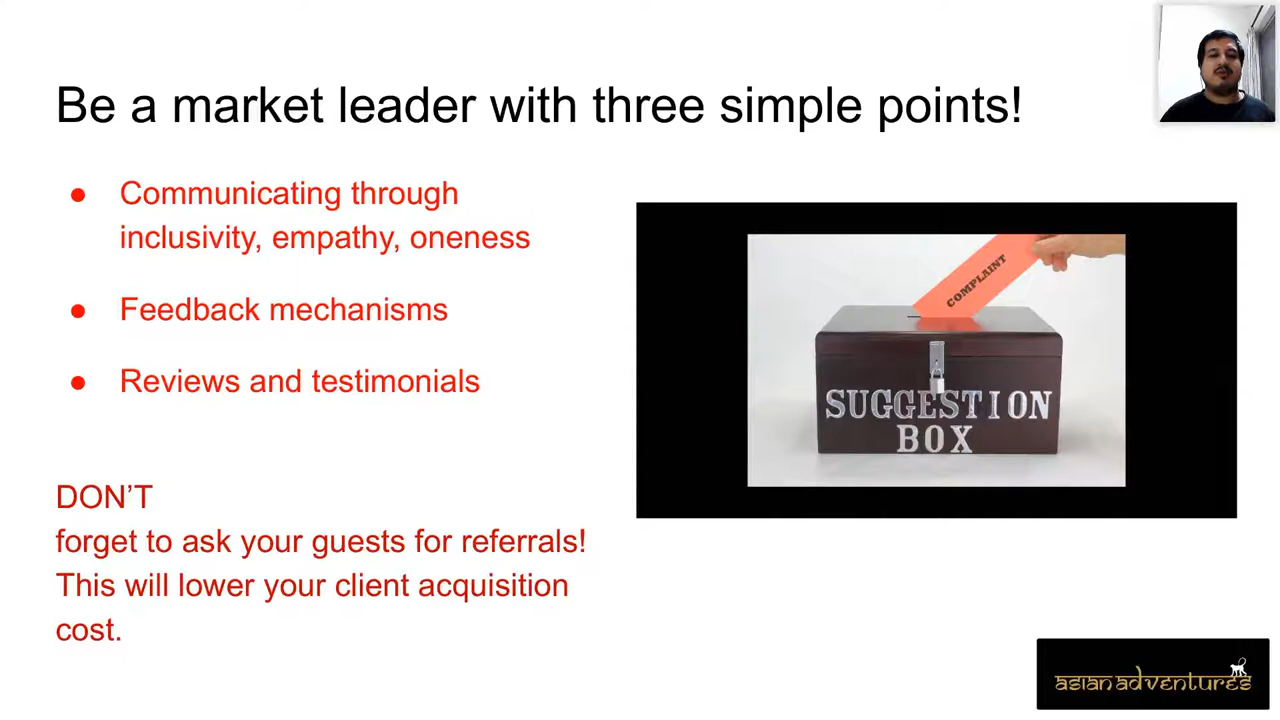 Be a market leader with three simple points!
● Communicating through
inclusivity, empathy, oneness
● Feedback mechanisms
● Reviews and testimonials
DON’T
forget to ask your guests for referrals!
This will lower your client acquisition
cost.
COMPLAINT
SUGGESTION
BOX
asian adventures